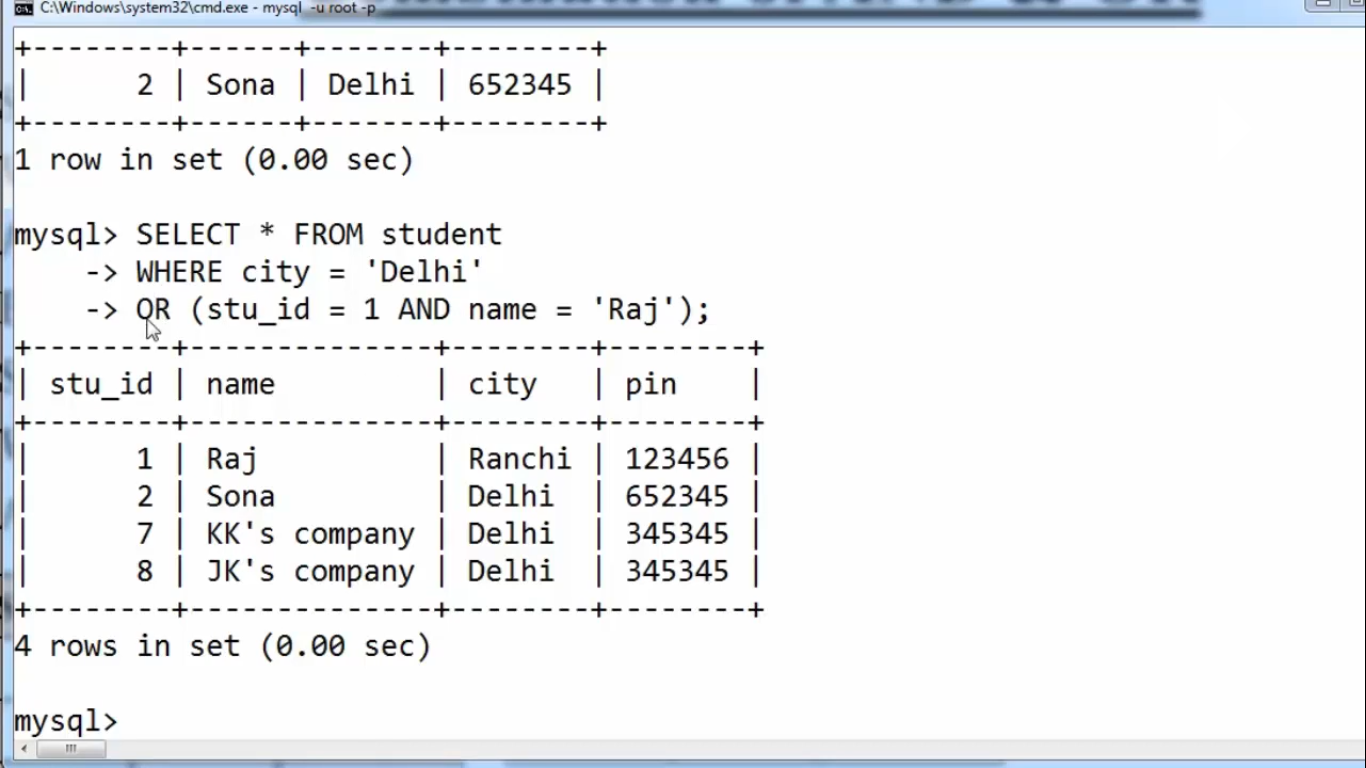 C:\Windows\system32\cmd.exe - mysql -u root -p
+--------+------+-------+--------+
|      2 | Sona | Delhi | 652345 |
+--------+------+-------+--------+
1 row in set (0.00 sec)
mysql> SELECT * FROM student
    -> WHERE city = 'Delhi'
    -> OR (stu_id = 1 AND name = 'Raj');
+--------+--------------+--------+--------+
| stu_id | name         | city   | pin    |
+--------+--------------+--------+--------+
|      1 | Raj          | Ranchi | 123456 |
|      2 | Sona         | Delhi  | 652345 |
|      7 | KK's company | Delhi  | 345345 |
|      8 | JK's company | Delhi  | 345345 |
+--------+--------------+--------+--------+
4 rows in set (0.00 sec)
mysql>